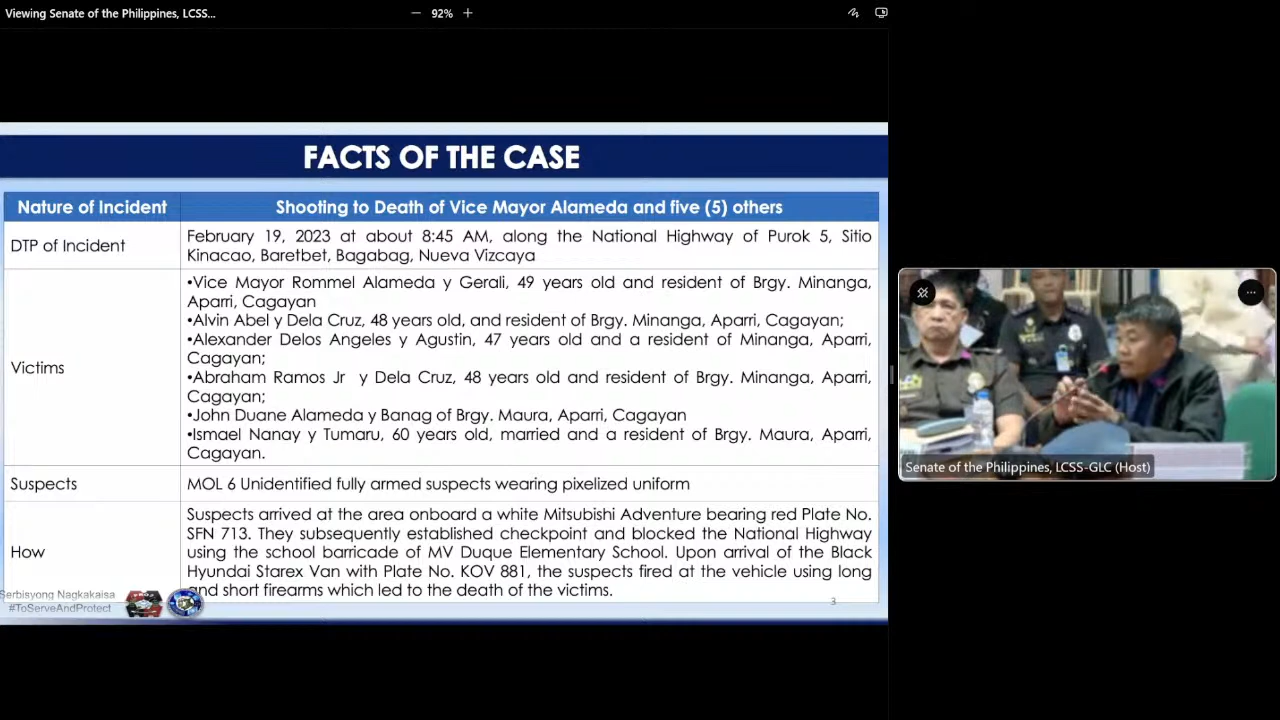 Viewing Senate of the Philippines, LCSS...
92%
FACTS OF THE CASE
Nature of Incident
Shooting to Death of Vice Mayor Alameda and five (5) others
DTP of Incident
February 19, 2023 at about 8:45 AM, along the National Highway of Purok 5, Sitio
Kinacao, Baretbet, Bagabag, Nueva Vizcaya
Victims
•Vice Mayor Rommel Alameda y Gerali, 49 years old and resident of Brgy. Minanga,
Aparri, Cagayan
•Alvin Abel y Dela Cruz, 48 years old, and resident of Brgy. Minanga, Aparri, Cagayan;
•Alexander Delos Angeles y Agustin, 47 years old and a resident of Minanga, Aparri,
Cagayan;
•Abraham Ramos Jr y Dela Cruz, 48 years old and resident of Brgy. Minanga, Aparri,
Cagayan;
•John Duane Alameda y Banag of Brgy. Maura, Aparri, Cagayan
•Ismael Nanay y Tumaru, 60 years old, married and a resident of Brgy. Maura, Aparri,
Cagayan.
Suspects
MOL 6 Unidentified fully armed suspects wearing pixelized uniform
How
Suspects arrived at the area onboard a white Mitsubishi Adventure bearing red Plate No.
SFN 713. They subsequently established checkpoint and blocked the National Highway
using the school barricade of MV Duque Elementary School. Upon arrival of the Black
Hyundai Starex Van with Plate No. KOV 881, the suspects fired at the vehicle using long
and short firearms which led to the death of the victims.
Serbisyong Nagkakaisa
#ToServeAndProtect
3
Senate of the Philippines, LCSS-GLC (Host)